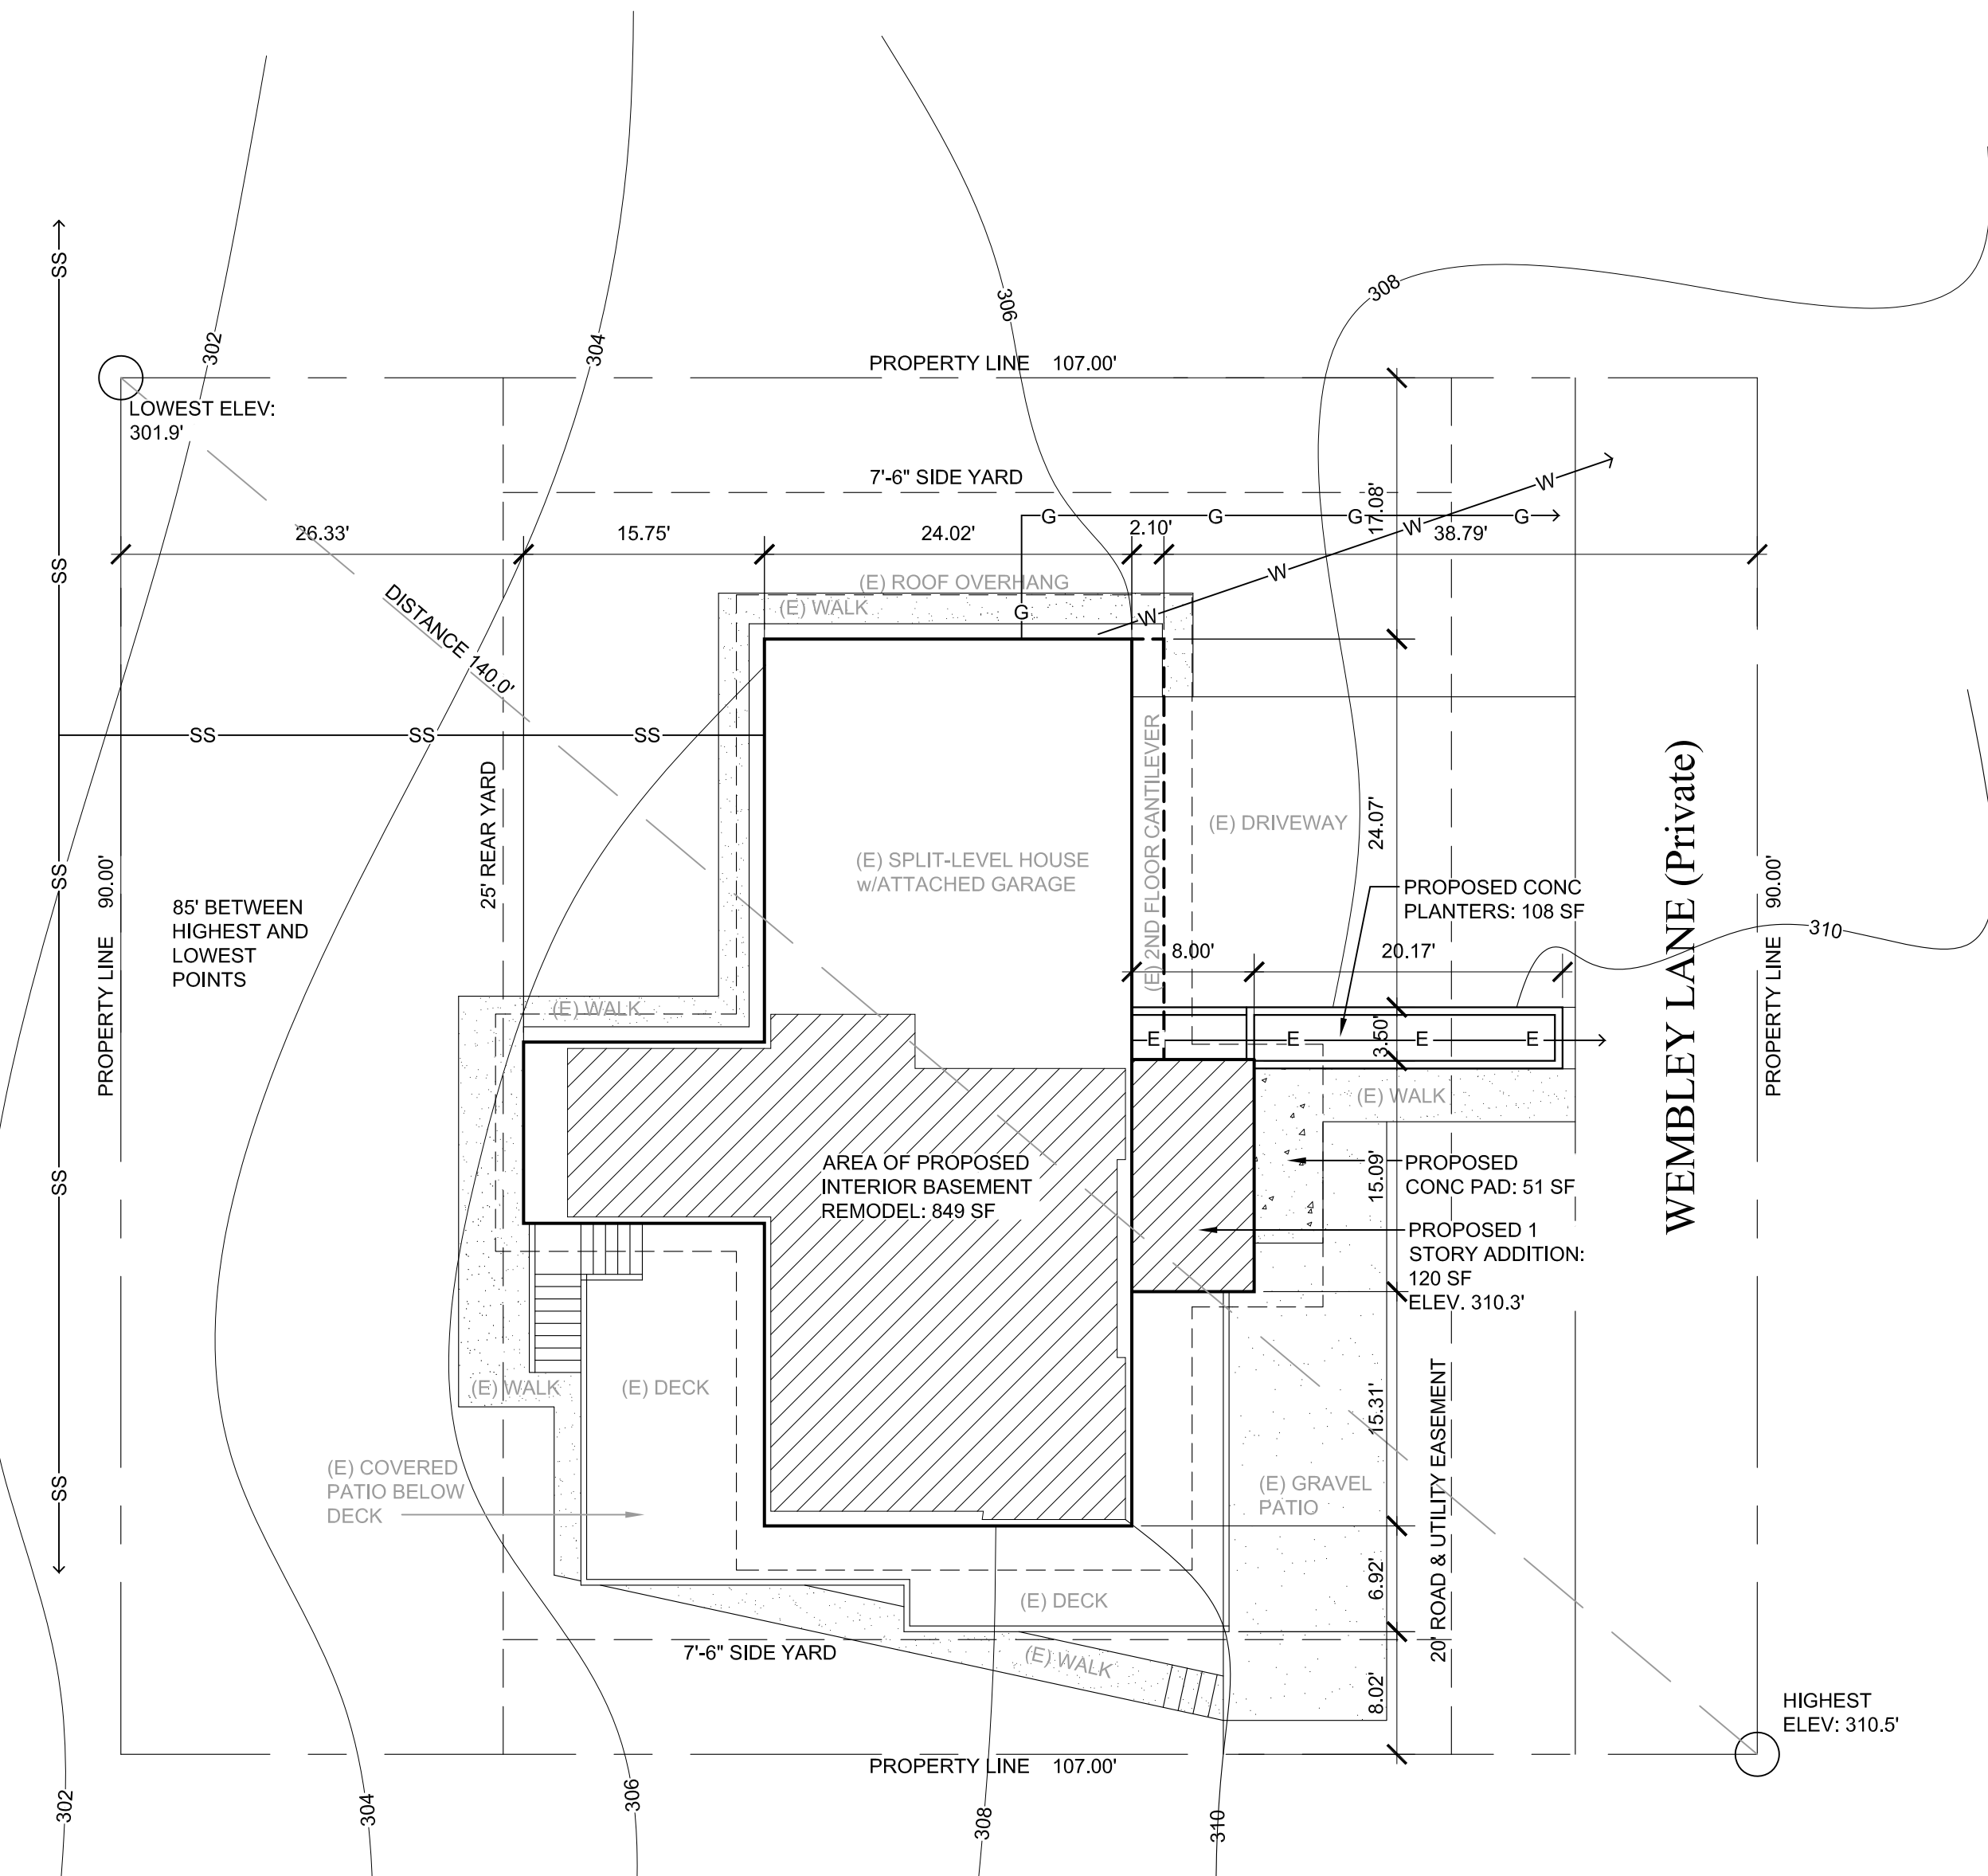 SS
302
304
306
308
PROPERTY LINE 107.00'
LOWEST ELEV:
301.9'
7'-6" SIDE YARD
17.08'
W
G
G
G
G
W
26.33'
15.75'
24.02'
2.10'
38.79'
SS
W
(E) ROOF OVERHANG
(E) WALK
G
W
DISTANCE 140.0'
SS
SS
SS
25' REAR YARD
(E) 2ND FLOOR CANTILEVER
(E) DRIVEWAY
24.07'
WEMBLEY LANE (Private)
(E) SPLIT-LEVEL HOUSE
w/ATTACHED GARAGE
SS
PROPERTY LINE 90.00'
85' BETWEEN
HIGHEST AND
LOWEST
POINTS
PROPOSED CONC
PLANTERS: 108 SF
PROPERTY LINE 90.00'
310
8.00'
20.17'
(E) WALK
E
E
3.50'
E
E
(E) WALK
AREA OF PROPOSED
INTERIOR BASEMENT
REMODEL: 849 SF
15.09'
PROPOSED
CONC PAD: 51 SF
SS
PROPOSED 1
STORY ADDITION:
120 SF
ELEV. 310.3'
(E) WALK
(E) DECK
15.31'
20' ROAD & UTILITY EASEMENT
(E) COVERED
PATIO BELOW
DECK
(E) GRAVEL
PATIO
SS
6.92'
(E) DECK
7'-6" SIDE YARD
(E) WALK
8.02'
HIGHEST
ELEV: 310.5'
PROPERTY LINE 107.00'
302
304
306
308
310